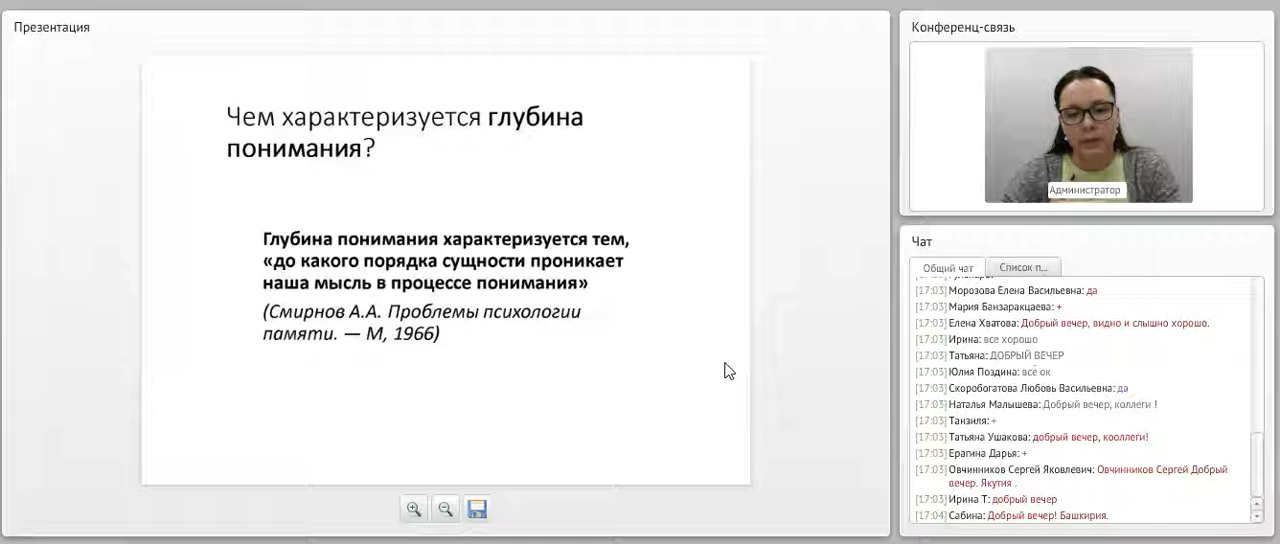 Презентация
Чем характеризуется глубина
понимания?
Глубина понимания характеризуется тем,
«до какого порядка сущности проникает
наша мысль в процессе понимания»
(Смирнов А.А. Проблемы психологии
памяти. — М, 1966)
Конференц-связь
Администратор
Чат
Общий чат
Список п...
[17:03] Морозова Елена Васильевна: да
[17:03] Мария Банзаракцаева: +
[17:03] Елена Хватова: Добрый вечер, видно и слышно хорошо.
[17:03] Ирина: все хорошо
[17:03] Татьяна: ДОБРЫЙ ВЕЧЕР
[17:03] Юлия Поздина: всё ок
[17:03] Скоробогатова Любовь Васильевна: да
[17:03] Наталья Малышева: Добрый вечер, коллеги !
[17:03] Танзиля: +
[17:03] Татьяна Ушакова: добрый вечер, кооллеги!
[17:03] Ерагина Дарья: +
[17:03] Овчинников Сергей Яковлевич: Овчинников Сергей Добрый
вечер. Якутия .
[17:03] Ирина Т: добрый вечер
[17:04] Сабина: Добрый вечер! Башкирия.